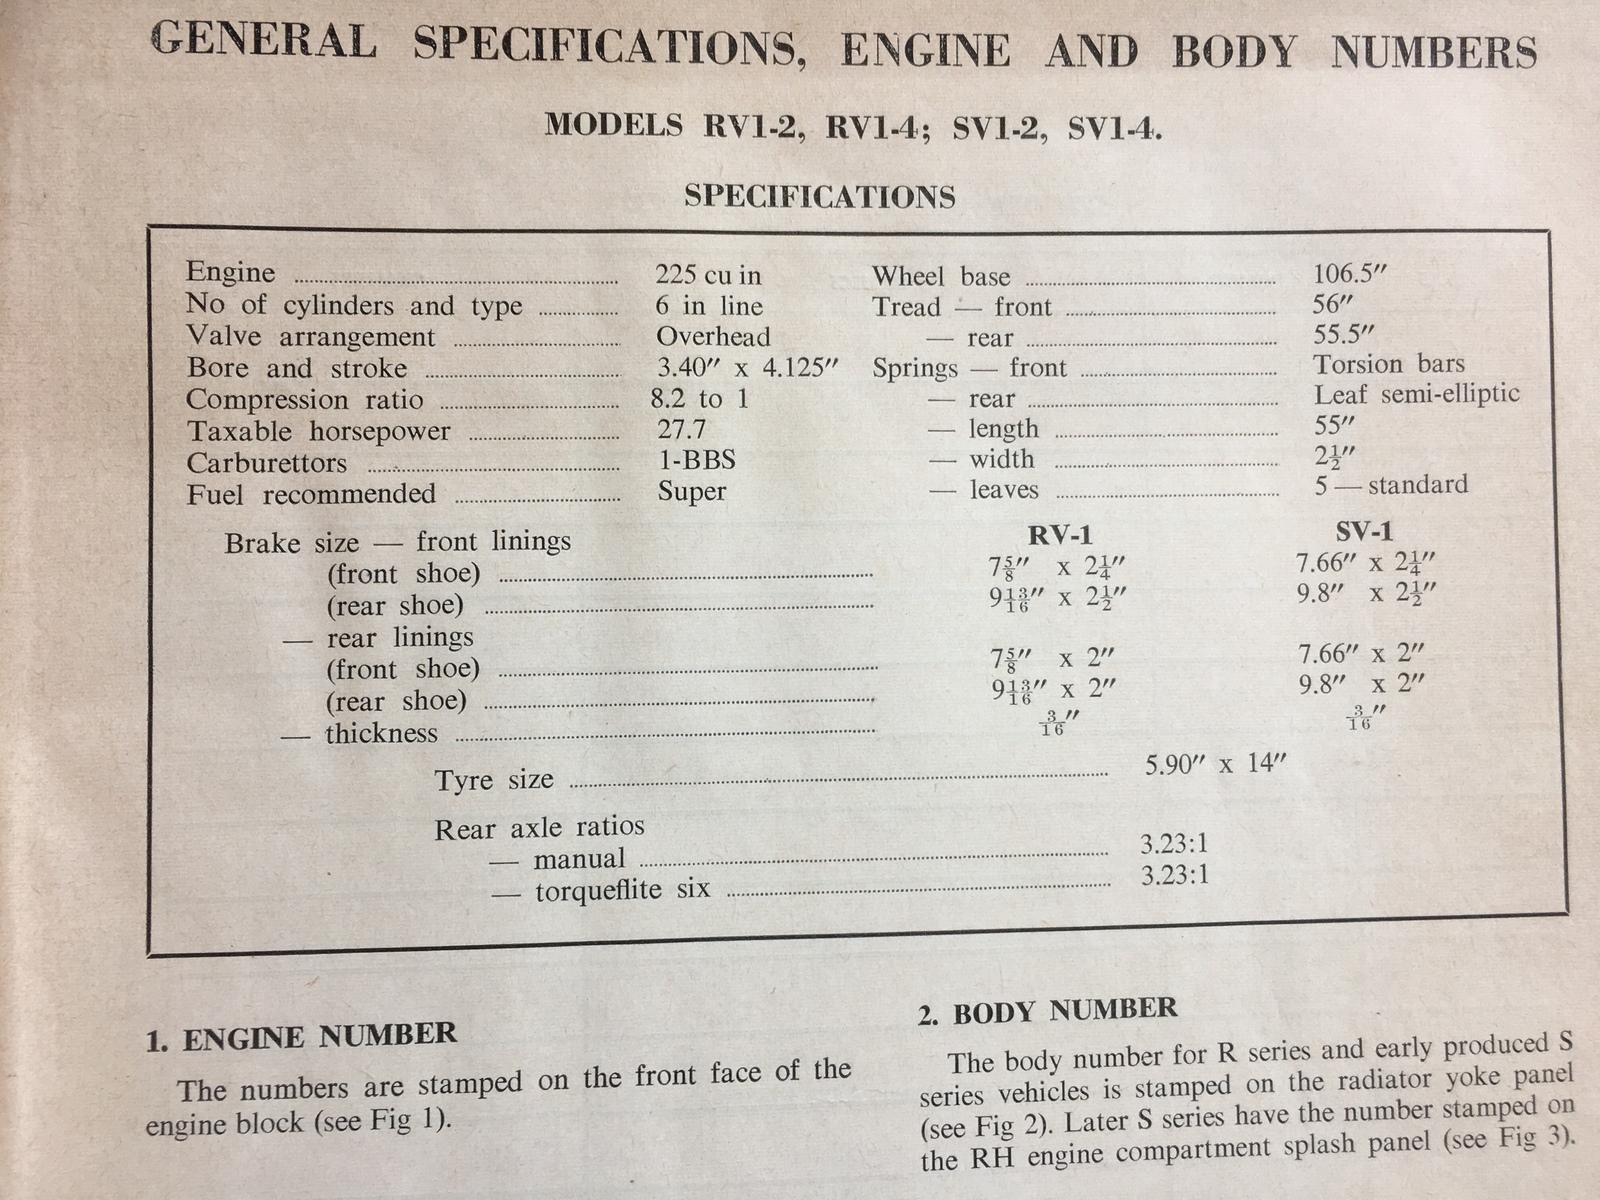 GENERAL SPECIFICATIONS, ENGINE AND BODY NUMBERS
MODELS RV1-2, RV1-4; SV1-2, SV1-4.
SPECIFICATIONS
Engine ........ 225 cu in
No of cylinders and type ........ 6 in line
Valve arrangement ........ Overhead
Bore and stroke ........ 3.40" x 4.125"
Compression ratio ........ 8.2 to 1
Taxable horsepower ........ 27.7
Carburettors ........ 1-BBS
Fuel recommended ........ Super
Wheel base ........ 106.5"
Tread — front ........ 56"
— rear ........ 55.5"
Springs — front ........ Torsion bars
— rear ........ Leaf semi-elliptic
— length ........ 55"
— width ........ 2½"
— leaves ........ 5 — standard
RV-1 SV-1
Brake size — front linings
(front shoe) ........ 7⅝" x 2¼" 7.66" x 2¼"
(rear shoe) ........ 9 13/16" x 2½" 9.8" x 2½"
— rear linings
(front shoe) ........ 7⅝" x 2" 7.66" x 2"
(rear shoe) ........ 9 13/16" x 2" 9.8" x 2"
— thickness ........ 3/16" 3/16"
Tyre size ........ 5.90" x 14"
Rear axle ratios
— manual ........ 3.23:1
— torqueflite six ........ 3.23:1
1. ENGINE NUMBER
The numbers are stamped on the front face of the
engine block (see Fig 1).
2. BODY NUMBER
The body number for R series and early produced S
series vehicles is stamped on the radiator yoke panel
(see Fig 2). Later S series have the number stamped on
the RH engine compartment splash panel (see Fig 3).